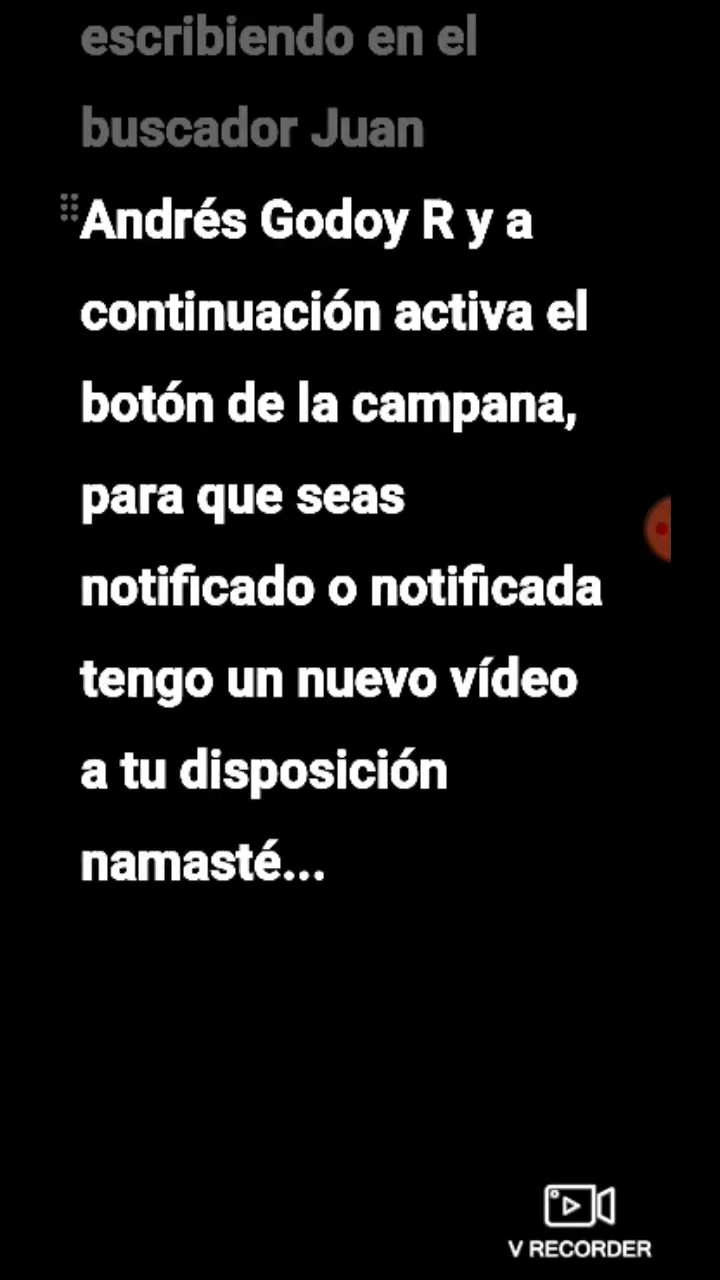 escribiendo en el
buscador Juan
Andrés Godoy R y a
continuación activa el
botón de la campana,
para que seas
notificado o notificada
tengo un nuevo vídeo
a tu disposición
namasté...
V RECORDER